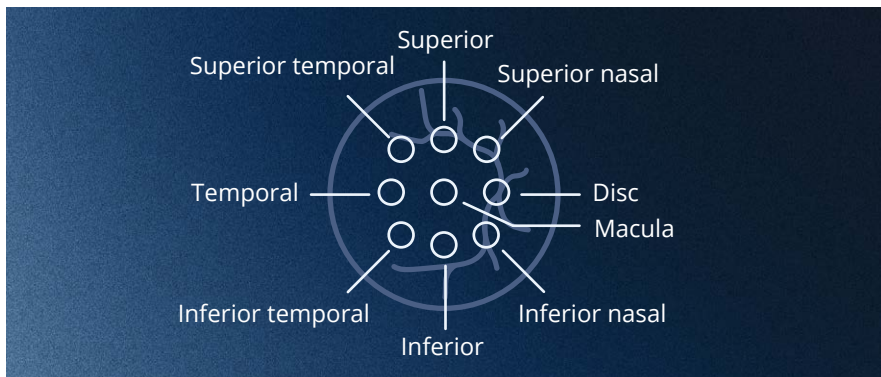 Superior
Superior temporal
Superior nasal
Temporal
Disc
Macula
Inferior temporal
Inferior nasal
Inferior